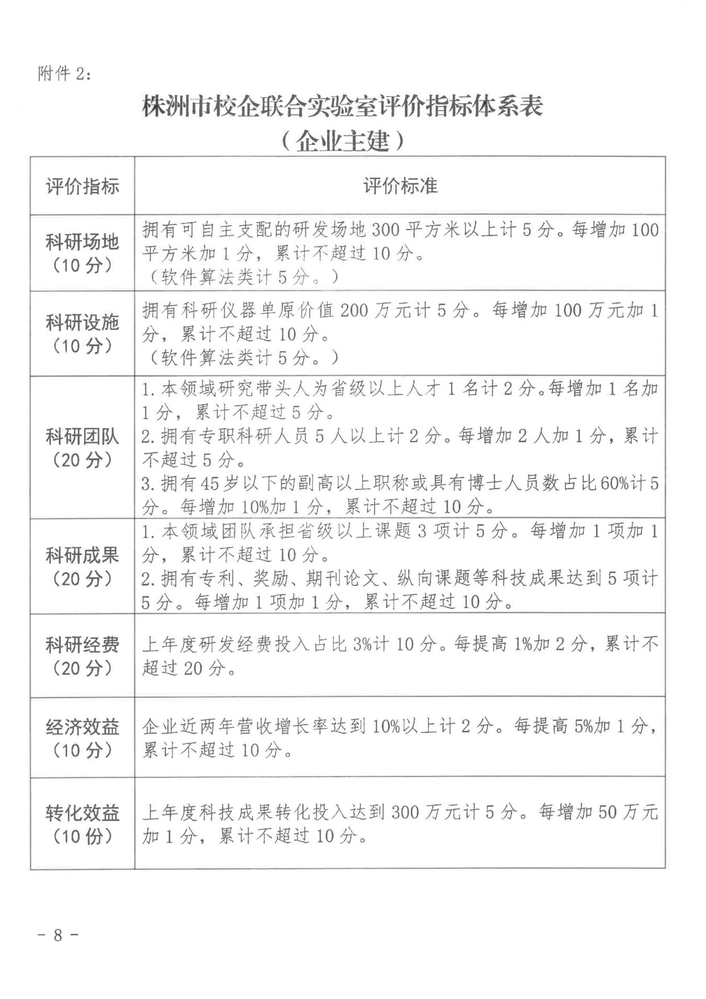 附件 2:
株洲市校企联合实验室评价指标体系表
（企业主建）
评价指标
评价标准
科研场地
（10 分）
拥有可自主支配的研发场地 300 平方米以上计 5 分。每增加 100
平方米加 1 分，累计不超过 10 分。
（软件算法类计 5 分。）
科研设施
（10 分）
拥有科研仪器单原价值 200 万元计 5 分。每增加 100 万元加 1
分，累计不超过 10 分。
（软件算法类计 5 分。）
科研团队
（20 分）
1. 本领域研究带头人为省级以上人才 1 名计 2 分。每增加 1 名加
1 分，累计不超过 5 分。
2. 拥有专职科研人员 5 人以上计 2 分。每增加 2 人加 1 分，累计
不超过 5 分。
3. 拥有 45 岁以下的副高以上职称或具有博士人员数占比 60%计 5
分。每增加 10%加 1 分，累计不超过 10 分。
科研成果
（20 分）
1. 本领域团队承担省级以上课题 3 项计 5 分。每增加 1 项加 1
分，累计不超过 10 分。
2. 拥有专利、奖励、期刊论文、纵向课题等科技成果达到 5 项计
5 分。每增加 1 项加 1 分，累计不超过 10 分。
科研经费
（20 分）
上年度研发经费投入占比 3%计 10 分。每提高 1%加 2 分，累计不
超过 20 分。
经济效益
（10 分）
企业近两年营收增长率达到 10%以上计 2 分。每提高 5%加 1 分，
累计不超过 10 分。
转化效益
（10 份）
上年度科技成果转化投入达到 300 万元计 5 分。每增加 50 万元
加 1 分，累计不超过 10 分。
- 8 -